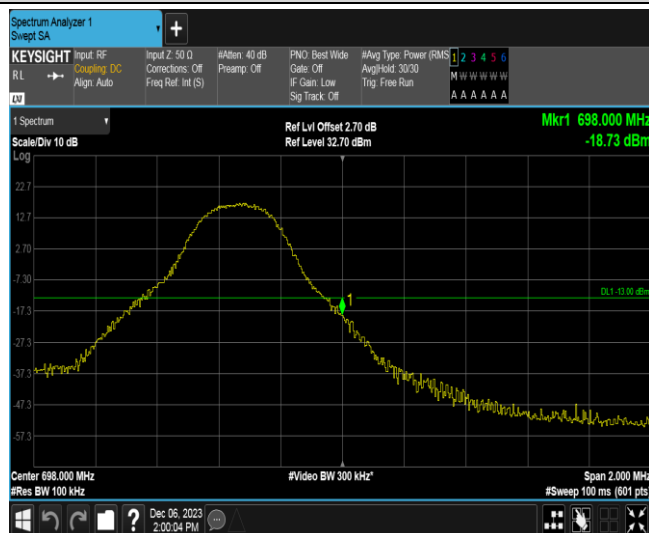 Spectrum Analyzer 1
Swept SA
+
KEYSIGHT
RL
LXI
Input: RF
Coupling: DC
Align: Auto
Input Z: 50 Ω
Corrections: Off
Freq Ref: Int (S)
#Atten: 40 dB
Preamp: Off
PNO: Best Wide
Gate: Off
IF Gain: Low
Sig Track: Off
#Avg Type: Power (RMS
Avg|Hold: 30/30
Trig: Free Run
1 2 3 4 5 6
M W W W W W
A A A A A A
1 Spectrum
Scale/Div 10 dB
Ref Lvl Offset 2.70 dB
Ref Level 32.70 dBm
Mkr1 698.000 MHz
-18.73 dBm
Log
22.7
12.7
2.70
-7.30
DL1 -13.00 dBm
1
-17.3
-27.3
-37.3
-47.3
-57.3
Center 698.000 MHz
#Video BW 300 kHz*
Span 2.000 MHz
#Res BW 100 kHz
#Sweep 100 ms (601 pts)
?
Dec 06, 2023
2:00:04 PM